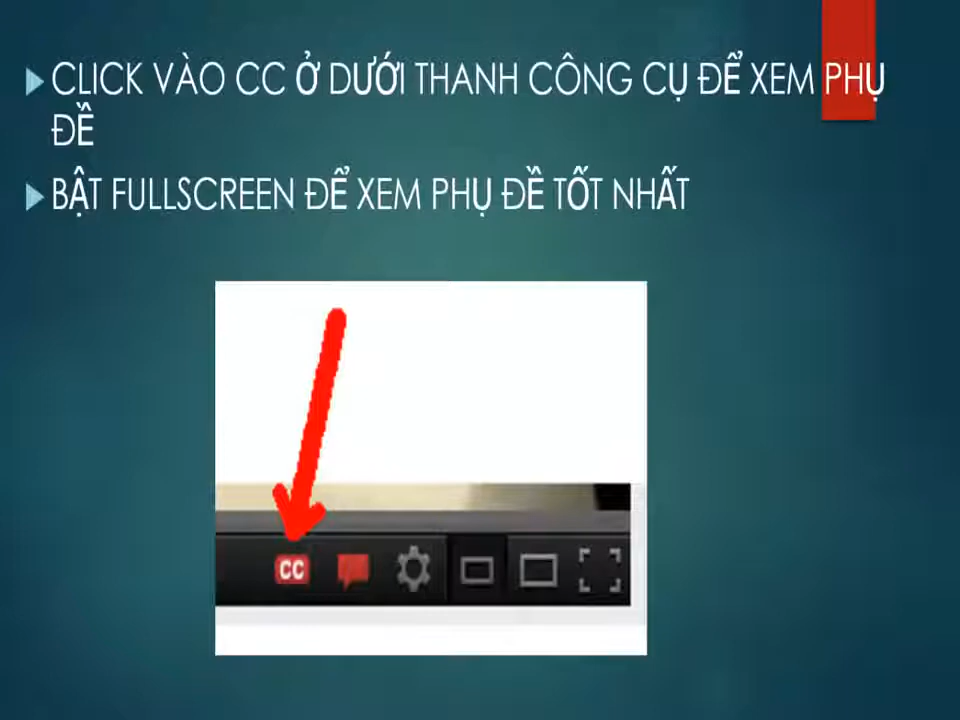 CLICK VÀO CC Ở DƯỚI THANH CÔNG CỤ ĐỂ XEM PHỤ
ĐỀ
BẬT FULLSCREEN ĐỂ XEM PHỤ ĐỀ TỐT NHẤT
CC